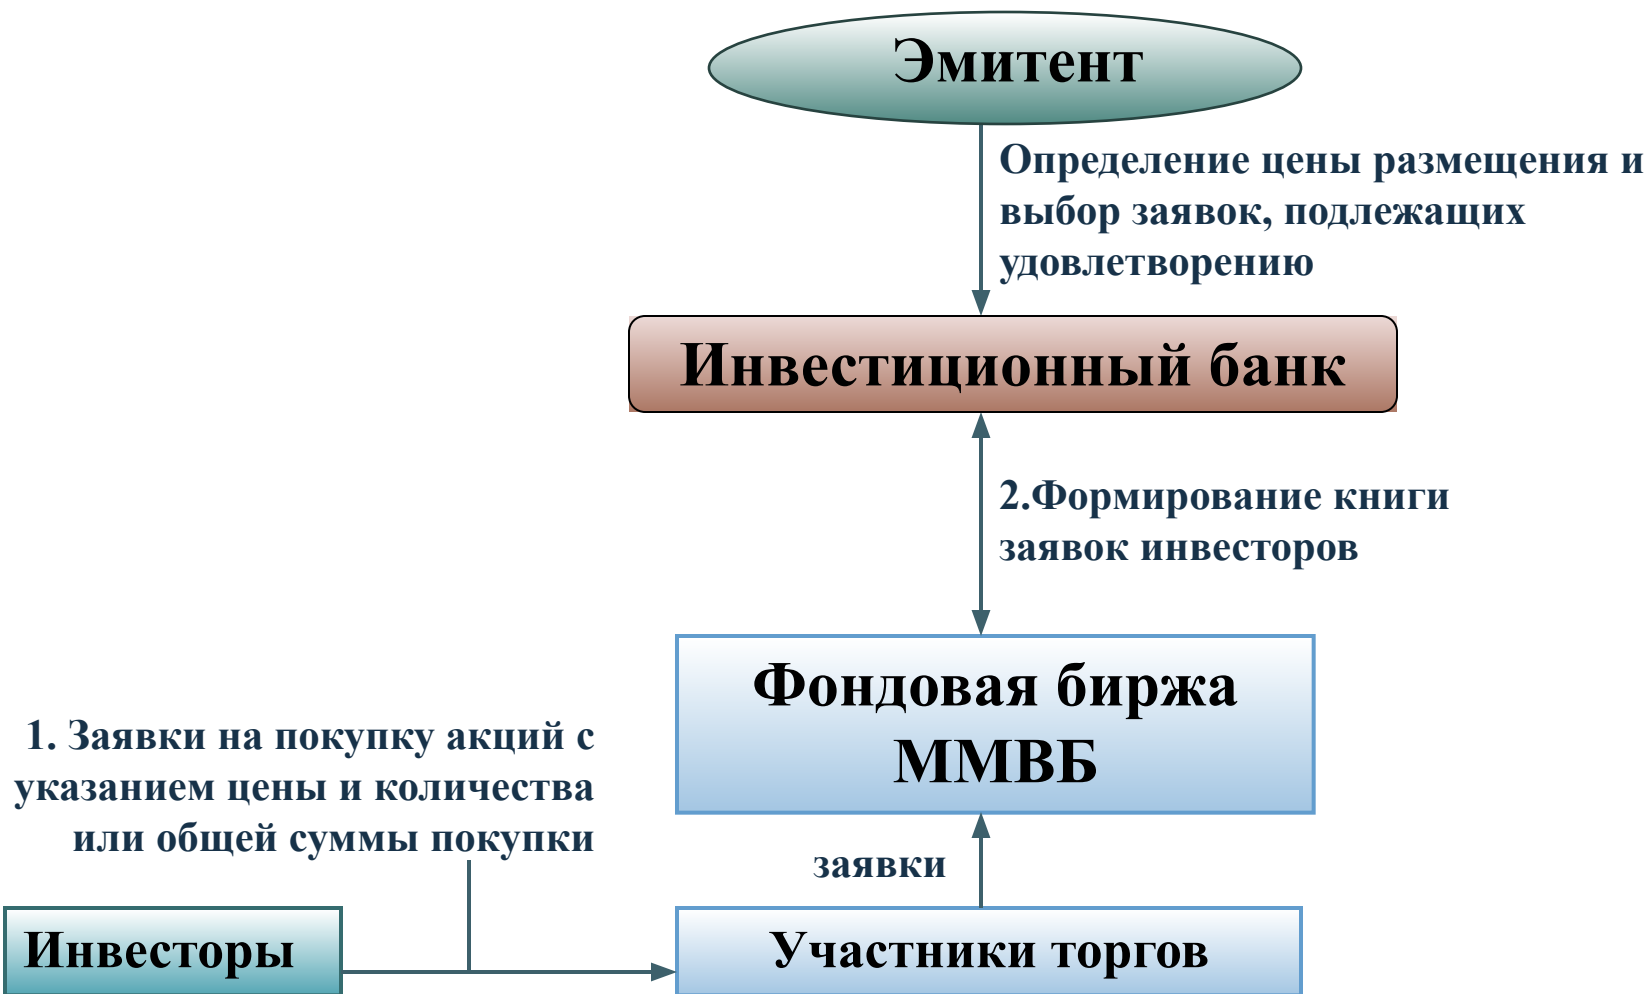 Эмитент
Определение цены размещения и
выбор заявок, подлежащих
удовлетворению
Инвестиционный банк
2.Формирование книги
заявок инвесторов
Фондовая биржа
ММВБ
1. Заявки на покупку акций с
указанием цены и количества
или общей суммы покупки
заявки
Инвесторы
Участники торгов